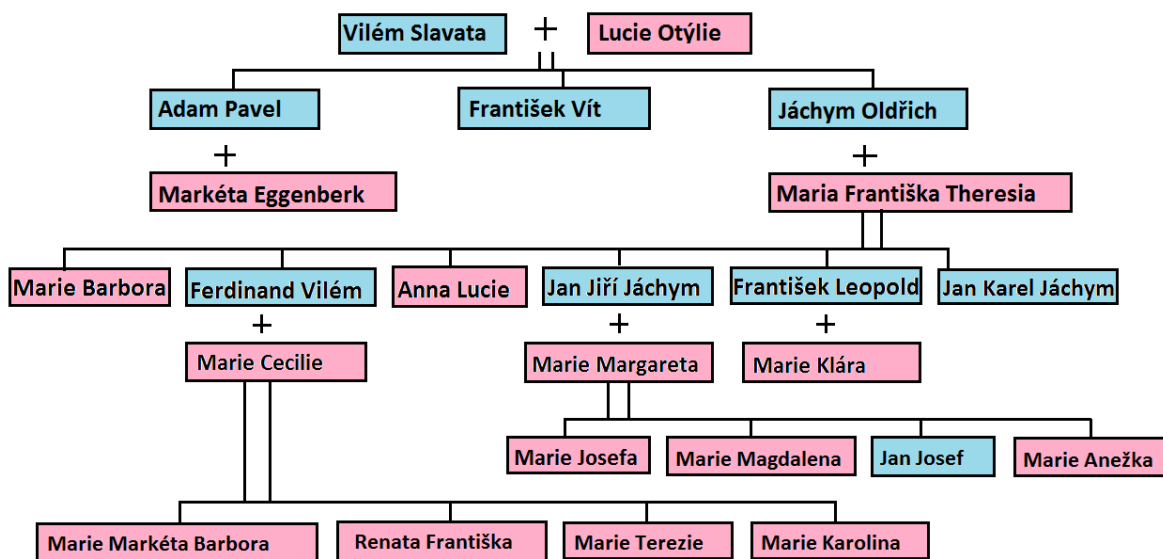 Vilém Slavata + Lucie Otýlie
Adam Pavel František Vít Jáchym Oldřich
+ +
Markéta Eggenberk Maria Františka Theresia
Marie Barbora Ferdinand Vilém Anna Lucie Jan Jiří Jáchym František Leopold Jan Karel Jáchym
+ + +
Marie Cecilie Marie Margareta Marie Klára
Marie Josefa Marie Magdalena Jan Josef Marie Anežka
Marie Markéta Barbora Renata Františka Marie Terezie Marie Karolina